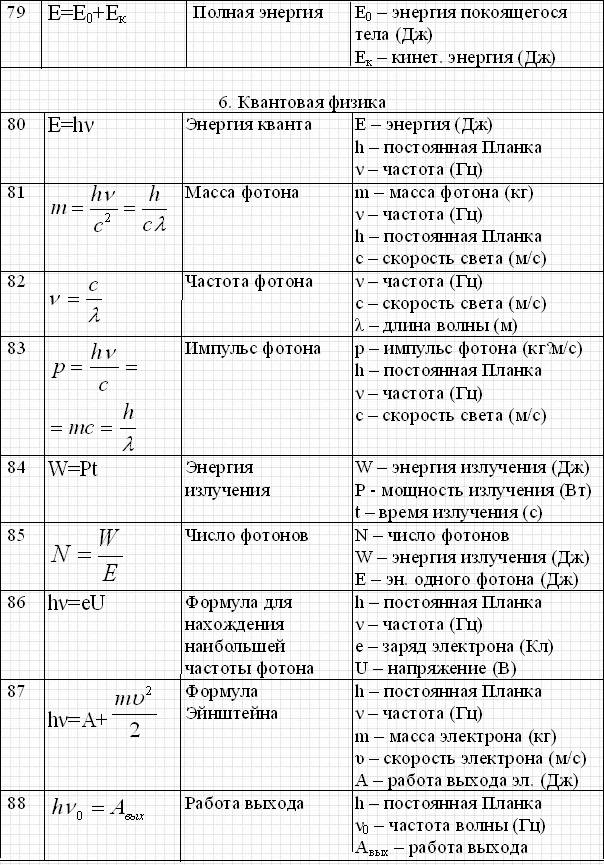 79 E=E₀+Eк Полная энергия E₀ – энергия покоящегося
тела (Дж)
Eк – кинет. энергия (Дж)
6. Квантовая физика
80 E=hν Энергия кванта E – энергия (Дж)
h – постоянная Планка
ν – частота (Гц)
81 m = hν/c² = h/cλ Масса фотона m – масса фотона (кг)
ν – частота (Гц)
h – постоянная Планка
c – скорость света (м/с)
82 ν = c/λ Частота фотона ν – частота (Гц)
c – скорость света (м/с)
λ – длина волны (м)
83 p = hν/c = Импульс фотона p – импульс фотона (кг?м/с)
h – постоянная Планка
ν – частота (Гц)
= mc = h/λ c – скорость света (м/с)
84 W=Pt Энергия W – энергия излучения (Дж)
излучения P - мощность излучения (Вт)
t – время излучения (с)
85 N = W/E Число фотонов N – число фотонов
W – энергия излучения (Дж)
E – эн. одного фотона (Дж)
86 hν=eU Формула для h – постоянная Планка
нахождения ν – частота (Гц)
наибольшей e – заряд электрона (Кл)
частоты фотона U – напряжение (В)
87 hν=A+ mυ²/2 Формула h – постоянная Планка
Эйнштейна ν – частота (Гц)
m – масса электрона (кг)
υ – скорость электрона (м/с)
A – работа выхода эл. (Дж)
88 hν₀ = Aвых Работа выхода h – постоянная Планка
ν₀ – частота волны (Гц)
Aвых – работа выхода